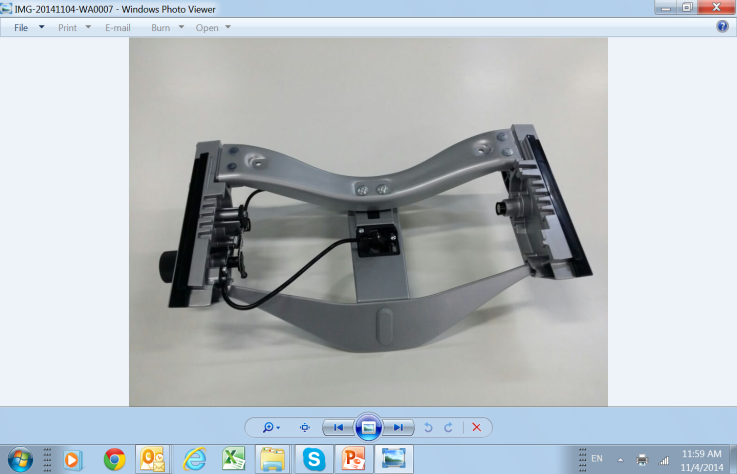 IMG-20141104-WA0007 - Windows Photo Viewer
File Print E-mail Burn Open
EN
11:59 AM
11/4/2014